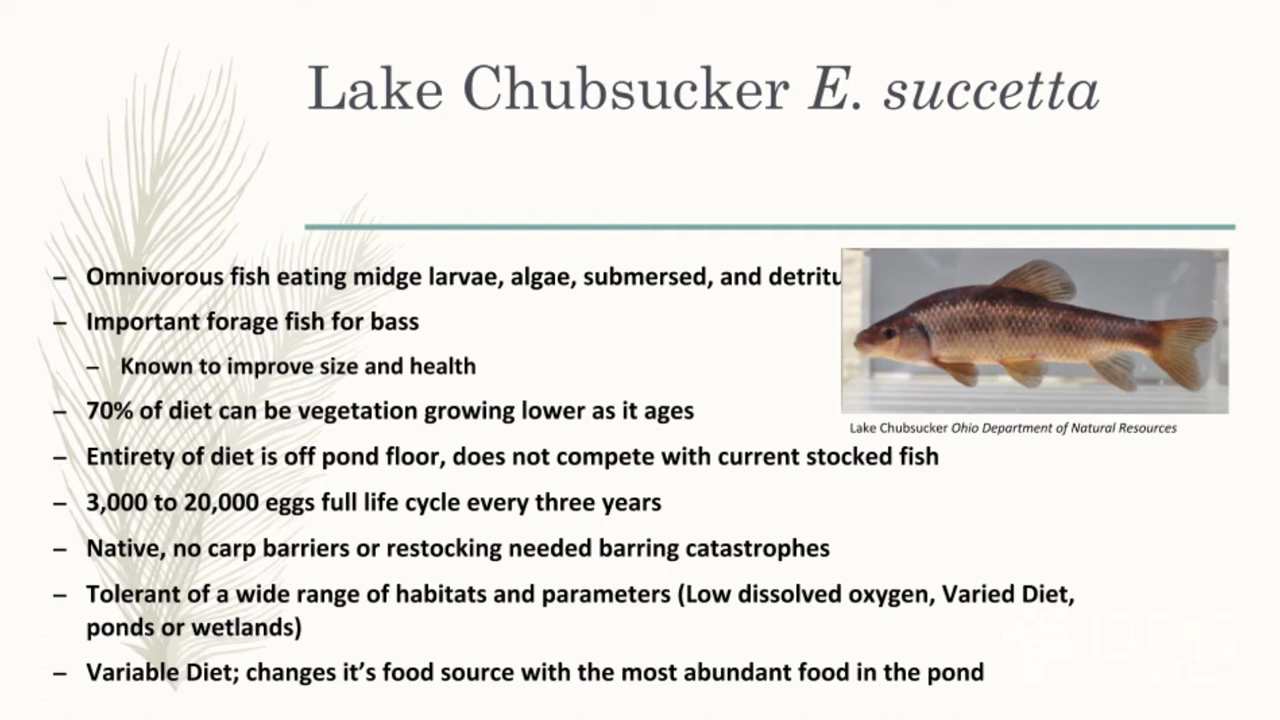 Lake Chubsucker E. succetta
– Omnivorous fish eating midge larvae, algae, submersed, and detritu
– Important forage fish for bass
– Known to improve size and health
– 70% of diet can be vegetation growing lower as it ages
Lake Chubsucker Ohio Department of Natural Resources
– Entirety of diet is off pond floor, does not compete with current stocked fish
– 3,000 to 20,000 eggs full life cycle every three years
– Native, no carp barriers or restocking needed barring catastrophes
– Tolerant of a wide range of habitats and parameters (Low dissolved oxygen, Varied Diet,
ponds or wetlands)
– Variable Diet; changes it’s food source with the most abundant food in the pond